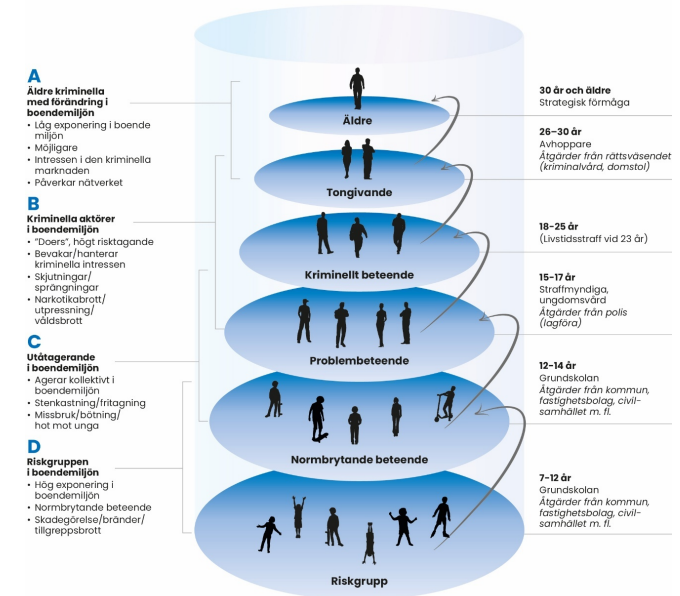 A
Äldre kriminella
med förändring i
boendemiljön
• Låg exponering i boende
miljön
• Möjligare
• Intressen i den kriminella
marknaden
• Påverkar nätverket
B
Kriminella aktörer
i boendemiljön
• ”Doers”, högt risktagande
• Bevakar/hanterar
kriminella intressen
• Skjutningar/
sprängningar
• Narkotikabrott/
utpressning/
våldsbrott
C
Utåtagerande
i boendemiljön
• Agerar kollektivt i
boendemiljön
• Stenkastning/fritagning
• Missbruk/bötning/
hot mot unga
D
Riskgruppen
i boendemiljön
• Hög exponering i
boendemiljön
• Normbrytande beteende
• Skadegörelse/bränder/
tillgreppsbrott
Äldre
Tongivande
Kriminellt beteende
Problembeteende
Normbrytande beteende
Riskgrupp
30 år och äldre
Strategisk förmåga
26–30 år
Avhoppare
Åtgärder från rättsväsendet
(kriminalvård, domstol)
18-25 år
(Livstidsstraff vid 23 år)
15-17 år
Straffmyndiga,
ungdomsvård
Åtgärder från polis
(lagföra)
12-14 år
Grundskolan
Åtgärder från kommun,
fastighetsbolag, civil-
samhället m. fl.
7-12 år
Grundskolan
Åtgärder från kommun,
fastighetsbolag, civil-
samhället m. fl.